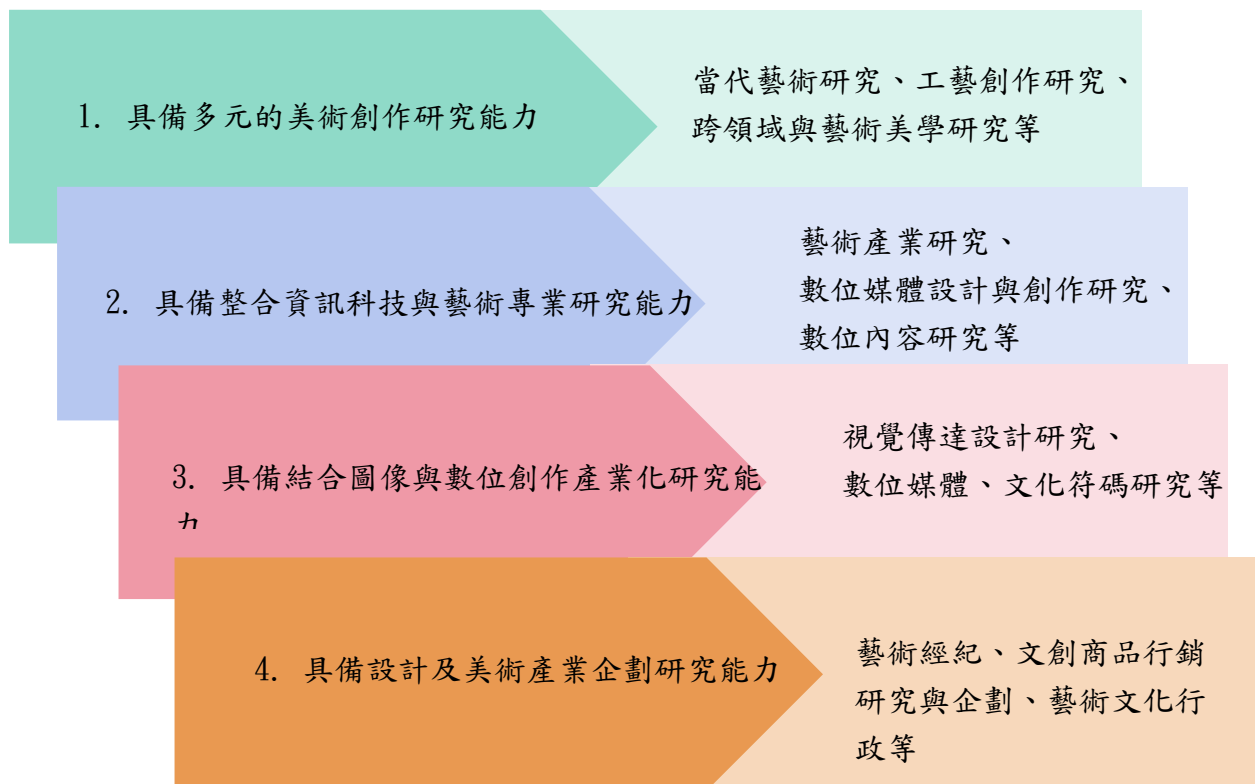 1. 具備多元的美術創作研究能力
當代藝術研究、工藝創作研究、
跨領域與藝術美學研究等
2. 具備整合資訊科技與藝術專業研究能力
藝術產業研究、
數位媒體設計與創作研究、
數位內容研究等
3. 具備結合圖像與數位創作產業化研究能
力
視覺傳達設計研究、
數位媒體、文化符碼研究等
4. 具備設計及美術產業企劃研究能力
藝術經紀、文創商品行銷
研究與企劃、藝術文化行
政等